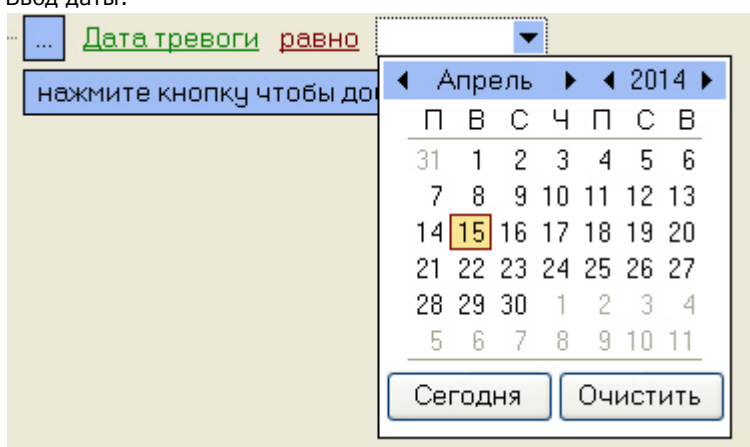 ... Дата тревоги равно
нажмите кнопку чтобы
Апрель 2014
П В С Ч П С В
31 1 2 3 4 5 6
7 8 9 10 11 12 13
14 15 16 17 18 19 20
21 22 23 24 25 26 27
28 29 30 1 2 3 4
5 6 7 8 9 10 11
Сегодня Очистить